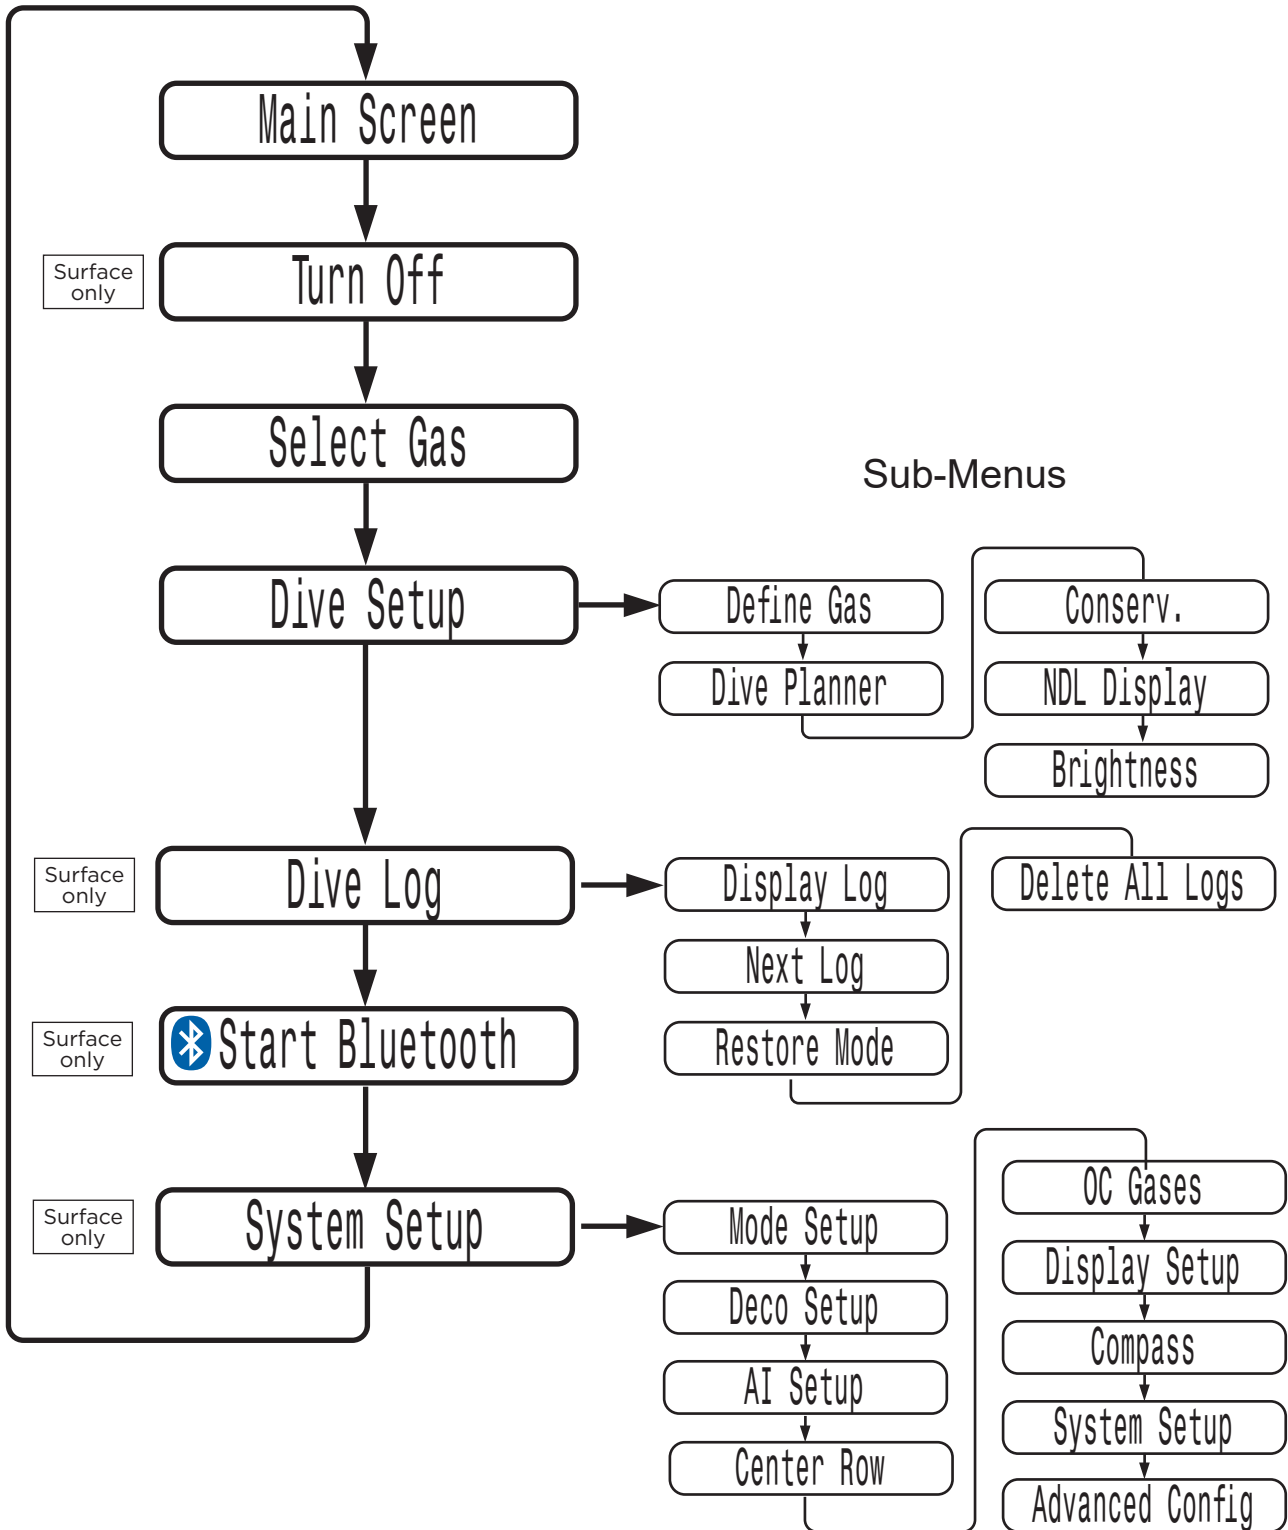 Main Screen
Surface
only
Turn Off
Select Gas
Sub-Menus
Dive Setup
Define Gas
Dive Planner
Conserv.
NDL Display
Brightness
Surface
only
Dive Log
Display Log
Next Log
Restore Mode
Delete All Logs
Surface
only
Start Bluetooth
Surface
only
System Setup
Mode Setup
Deco Setup
AI Setup
Center Row
OC Gases
Display Setup
Compass
System Setup
Advanced Config